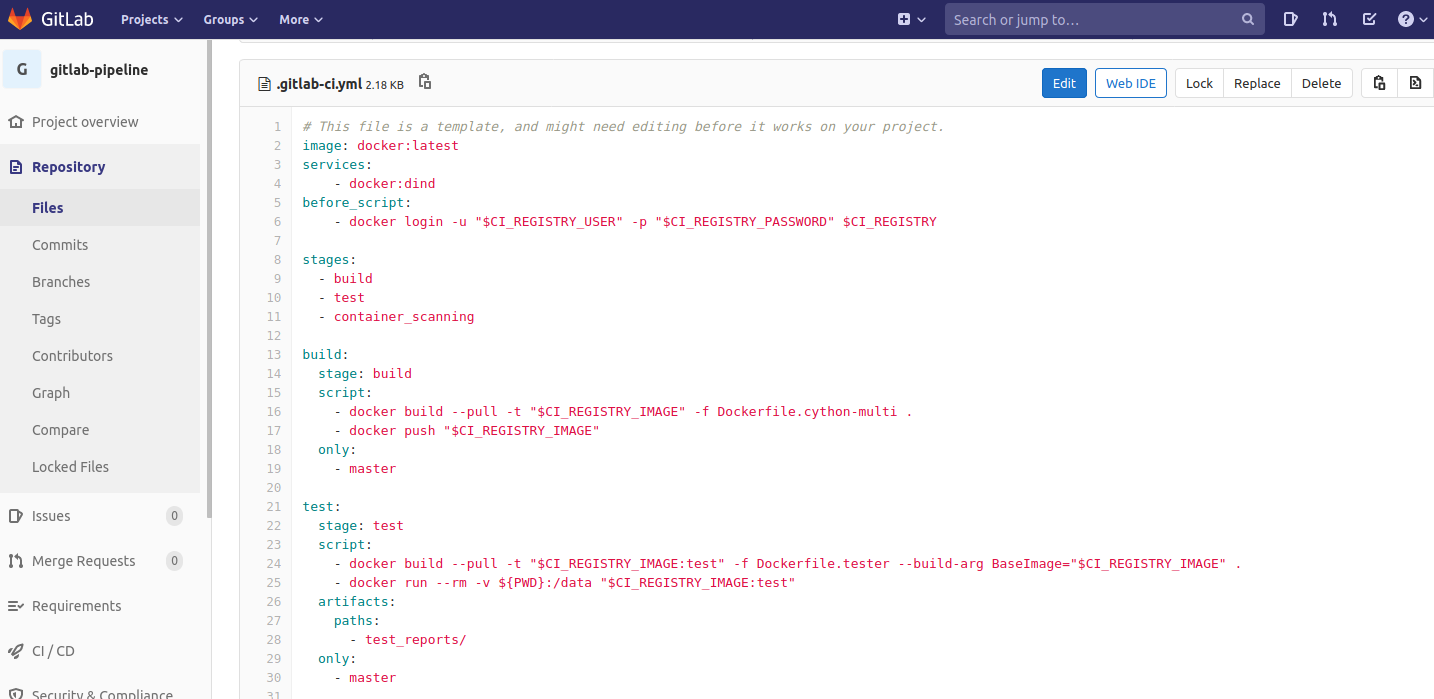 GitLab Projects Groups More Search or jump to...
G gitlab-pipeline
Project overview
Repository
Files
Commits
Branches
Tags
Contributors
Graph
Compare
Locked Files
Issues 0
Merge Requests 0
Requirements
CI / CD
Security & Compliance
.gitlab-ci.yml 2.18 KB Edit Web IDE Lock Replace Delete
1 # This file is a template, and might need editing before it works on your project.
2 image: docker:latest
3 services:
4     - docker:dind
5 before_script:
6     - docker login -u "$CI_REGISTRY_USER" -p "$CI_REGISTRY_PASSWORD" $CI_REGISTRY
7
8 stages:
9   - build
10   - test
11   - container_scanning
12
13 build:
14   stage: build
15   script:
16     - docker build --pull -t "$CI_REGISTRY_IMAGE" -f Dockerfile.cython-multi .
17     - docker push "$CI_REGISTRY_IMAGE"
18   only:
19     - master
20
21 test:
22   stage: test
23   script:
24     - docker build --pull -t "$CI_REGISTRY_IMAGE:test" -f Dockerfile.tester --build-arg BaseImage="$CI_REGISTRY_IMAGE" .
25     - docker run --rm -v ${PWD}:/data "$CI_REGISTRY_IMAGE:test"
26   artifacts:
27     paths:
28       - test_reports/
29   only:
30     - master
31